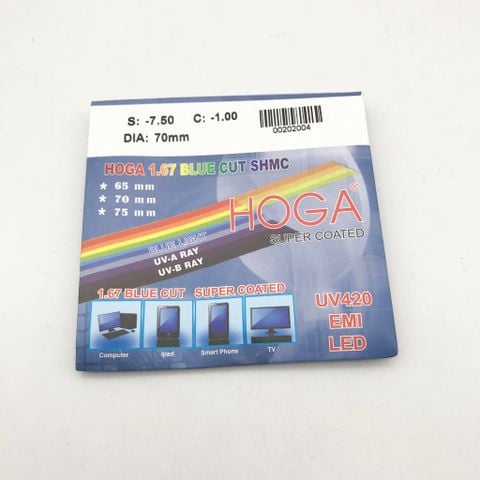 S: -7.50 C: -1.00
DIA: 70mm
00202004
HOGA 1.67 BLUE CUT SHMC
* 65 mm
* 70 mm
* 75 mm
HOGA®
SUPER COATED
BLUE LIGHT
UV-A RAY
UV-B RAY
1.67 BLUE CUT SUPER COATED
Computer Ipad Smart Phone TV
UV420
EMI
LED